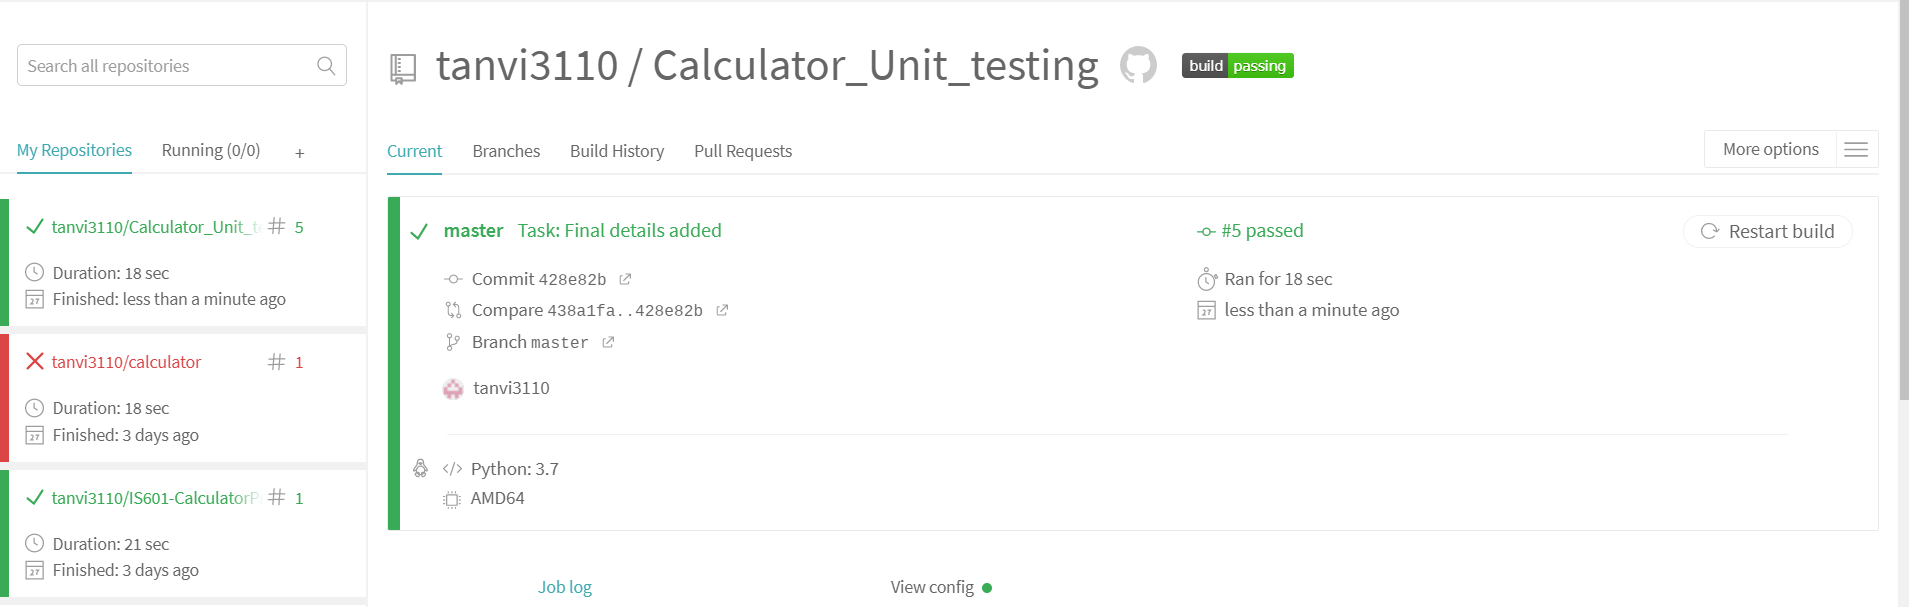 Search all repositories
My Repositories Running (0/0) +
tanvi3110/Calculator_Unit_t # 5
Duration: 18 sec
27 Finished: less than a minute ago
tanvi3110/calculator # 1
Duration: 18 sec
27 Finished: 3 days ago
tanvi3110/IS601-CalculatorP # 1
Duration: 21 sec
27 Finished: 3 days ago
tanvi3110 / Calculator_Unit_testing build passing
Current Branches Build History Pull Requests More options
master Task: Final details added #5 passed Restart build
Commit 428e82b Ran for 18 sec
Compare 438a1fa..428e82b 27 less than a minute ago
Branch master
tanvi3110
</> Python: 3.7
AMD64
Job log View config